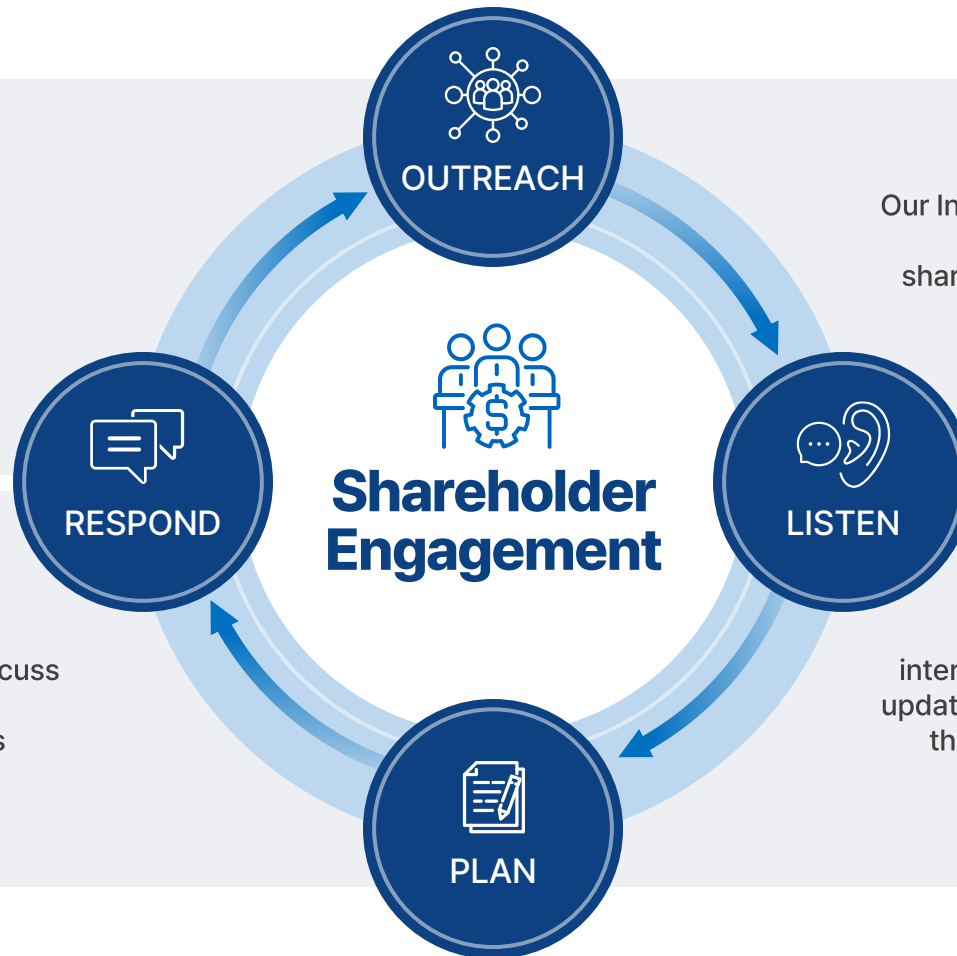 OUTREACH
Our In
shar
Shareholder
Engagement
RESPOND
LISTEN
cuss
s
inter
updat
th
PLAN